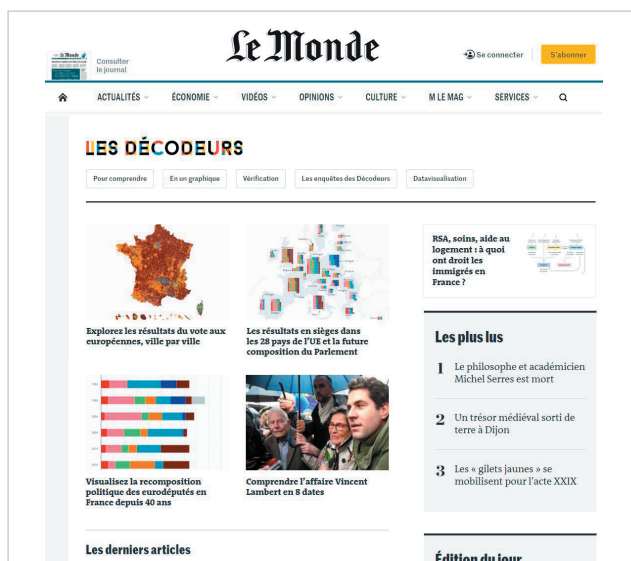 Le Monde
Consulter
le journal
Se connecter
S'abonner
ACTUALITÉS
ÉCONOMIE
VIDÉOS
OPINIONS
CULTURE
M LE MAG
SERVICES
LES DÉCODEURS
Pour comprendre
En un graphique
Vérification
Les enquêtes des Décodeurs
Datavisualisation
Explorez les résultats du vote aux
européennes, ville par ville
Les résultats en sièges dans
les 28 pays de l'UE et la future
composition du Parlement
Visualisez la recomposition
politique des eurodéputés en
France depuis 40 ans
Comprendre l'affaire Vincent
Lambert en 8 dates
Les derniers articles
RSA, soins, aide au
logement : à quoi
ont droit les
immigrés en
France ?
Les plus lus
1 Le philosophe et académicien
Michel Serres est mort
2 Un trésor médiéval sorti de
terre à Dijon
3 Les « gilets jaunes » se
mobilisent pour l'acte XXIX
Édition du jour